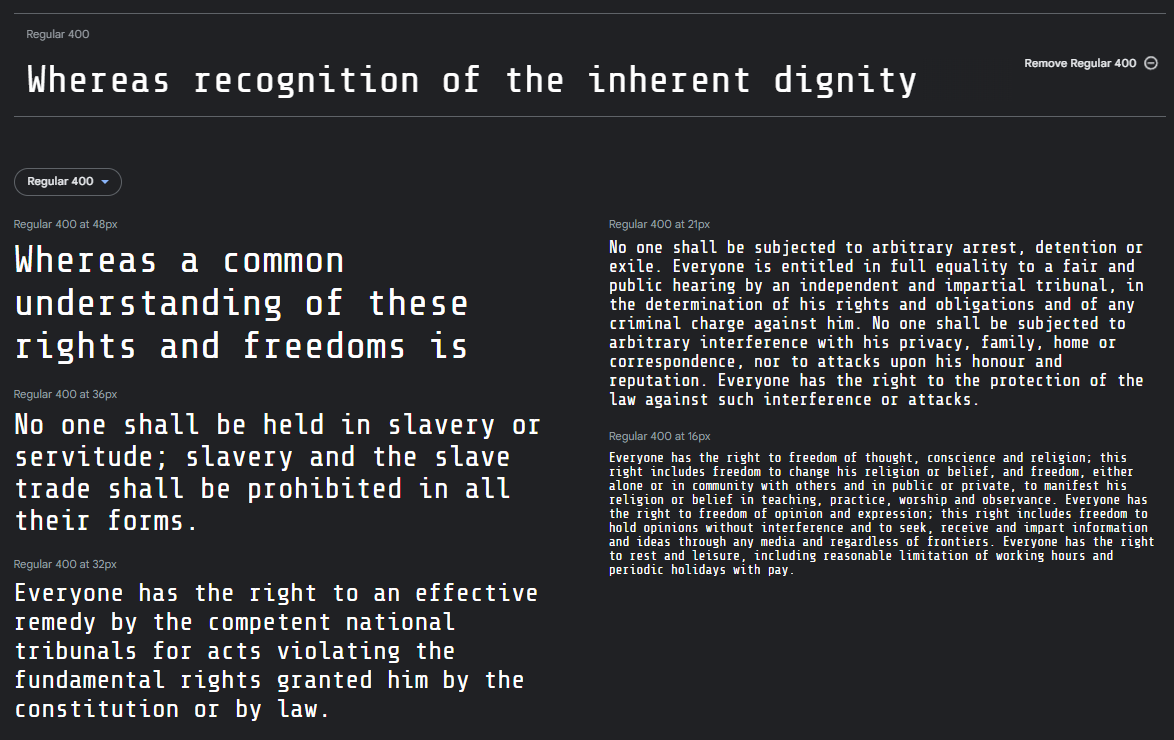 Regular 400
Whereas recognition of the inherent dignity
Remove Regular 400
Regular 400
Regular 400 at 48px
Whereas a common
understanding of these
rights and freedoms is
Regular 400 at 36px
No one shall be held in slavery or
servitude; slavery and the slave
trade shall be prohibited in all
their forms.
Regular 400 at 32px
Everyone has the right to an effective
remedy by the competent national
tribunals for acts violating the
fundamental rights granted him by the
constitution or by law.
Regular 400 at 21px
No one shall be subjected to arbitrary arrest, detention or
exile. Everyone is entitled in full equality to a fair and
public hearing by an independent and impartial tribunal, in
the determination of his rights and obligations and of any
criminal charge against him. No one shall be subjected to
arbitrary interference with his privacy, family, home or
correspondence, nor to attacks upon his honour and
reputation. Everyone has the right to the protection of the
law against such interference or attacks.
Regular 400 at 16px
Everyone has the right to freedom of thought, conscience and religion; this
right includes freedom to change his religion or belief, and freedom, either
alone or in community with others and in public or private, to manifest his
religion or belief in teaching, practice, worship and observance. Everyone has
the right to freedom of opinion and expression; this right includes freedom to
hold opinions without interference and to seek, receive and impart information
and ideas through any media and regardless of frontiers. Everyone has the right
to rest and leisure, including reasonable limitation of working hours and
periodic holidays with pay.